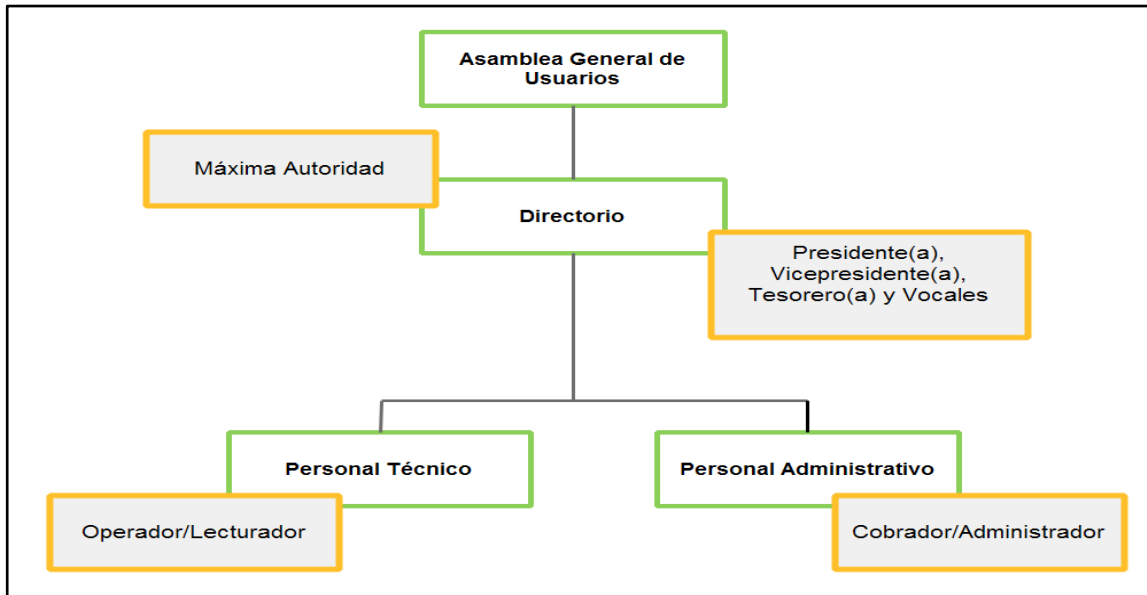 Asamblea General de
Usuarios
Máxima Autoridad
Directorio
Presidente(a),
Vicepresidente(a),
Tesorero(a) y Vocales
Personal Técnico
Personal Administrativo
Operador/Lecturador
Cobrador/Administrador